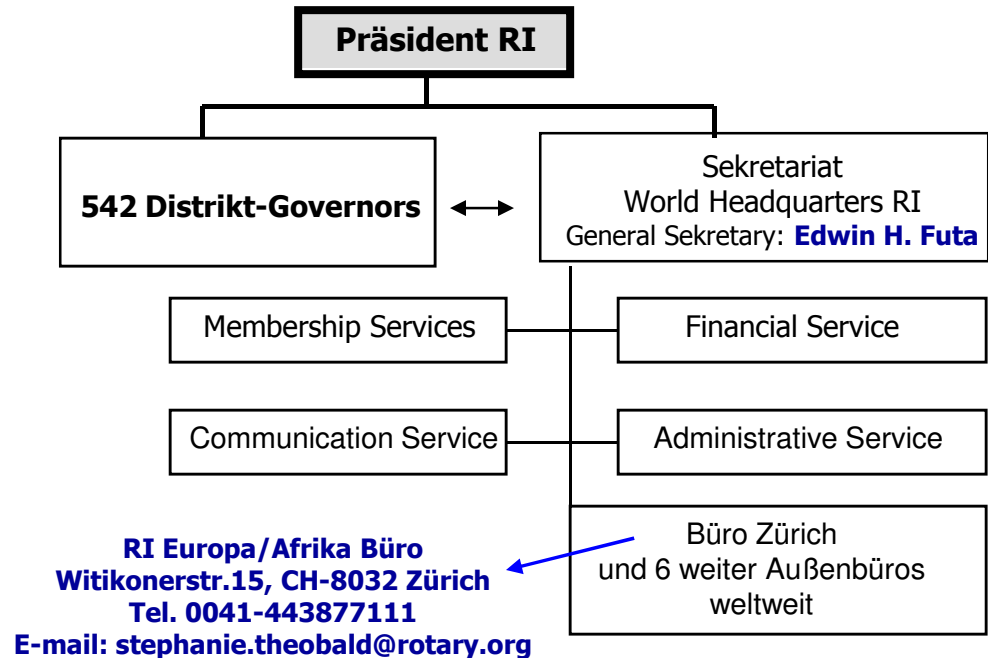 Präsident RI
542 Distrikt-Governors
Sekretariat
World Headquarters RI
General Sekretary: Edwin H. Futa
Membership Services
Financial Service
Communication Service
Administrative Service
Büro Zürich
und 6 weiter Außenbüros
weltweit
RI Europa/Afrika Büro
Witikonerstr.15, CH-8032 Zürich
Tel. 0041-443877111
E-mail: stephanie.theobald@rotary.org